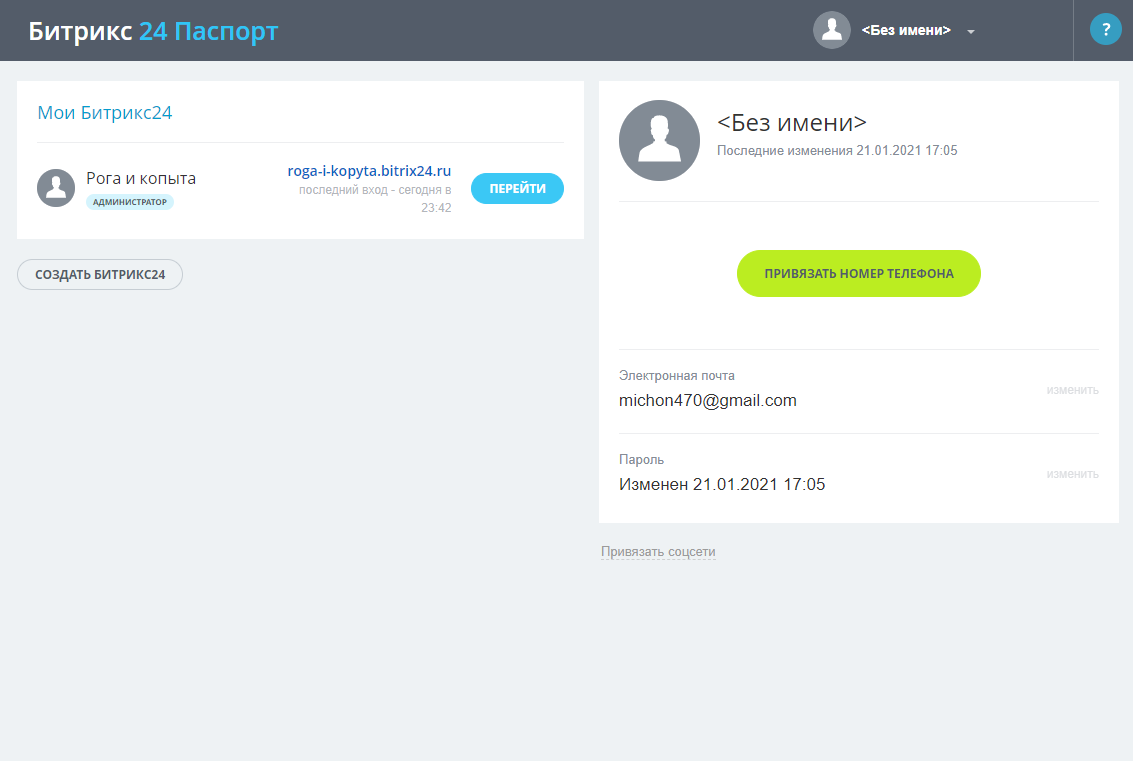 Битрикс 24 Паспорт
<Без имени>
?
Мои Битрикс24
Рога и копыта
АДМИНИСТРАТОР
roga-i-kopyta.bitrix24.ru
последний вход - сегодня в
23:42
ПЕРЕЙТИ
СОЗДАТЬ БИТРИКС24
<Без имени>
Последние изменения 21.01.2021 17:05
ПРИВЯЗАТЬ НОМЕР ТЕЛЕФОНА
Электронная почта
michon470@gmail.com
изменить
Пароль
Изменен 21.01.2021 17:05
изменить
Привязать соцсети